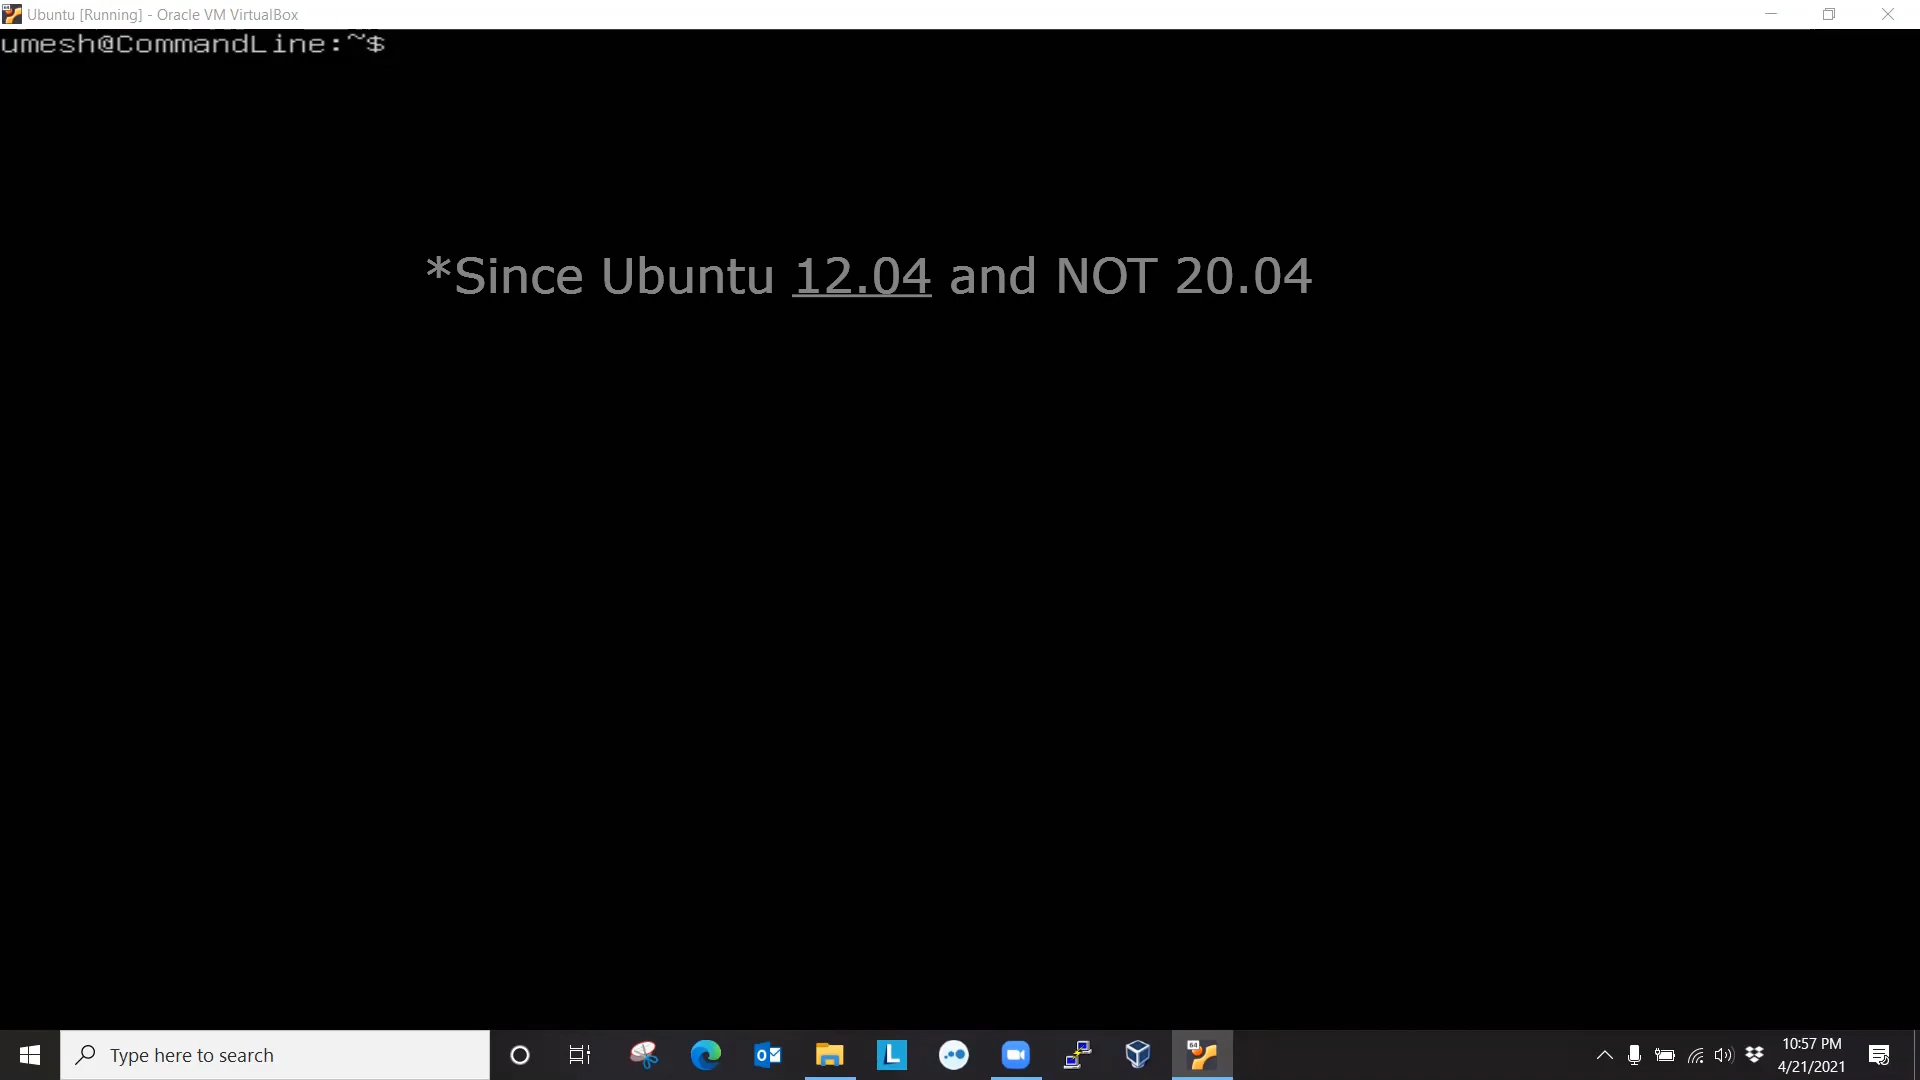 Ubuntu [Running] - Oracle VM VirtualBox
umesh@CommandLine:~$
*Since Ubuntu 12.04 and NOT 20.04
Type here to search
10:57 PM
4/21/2021